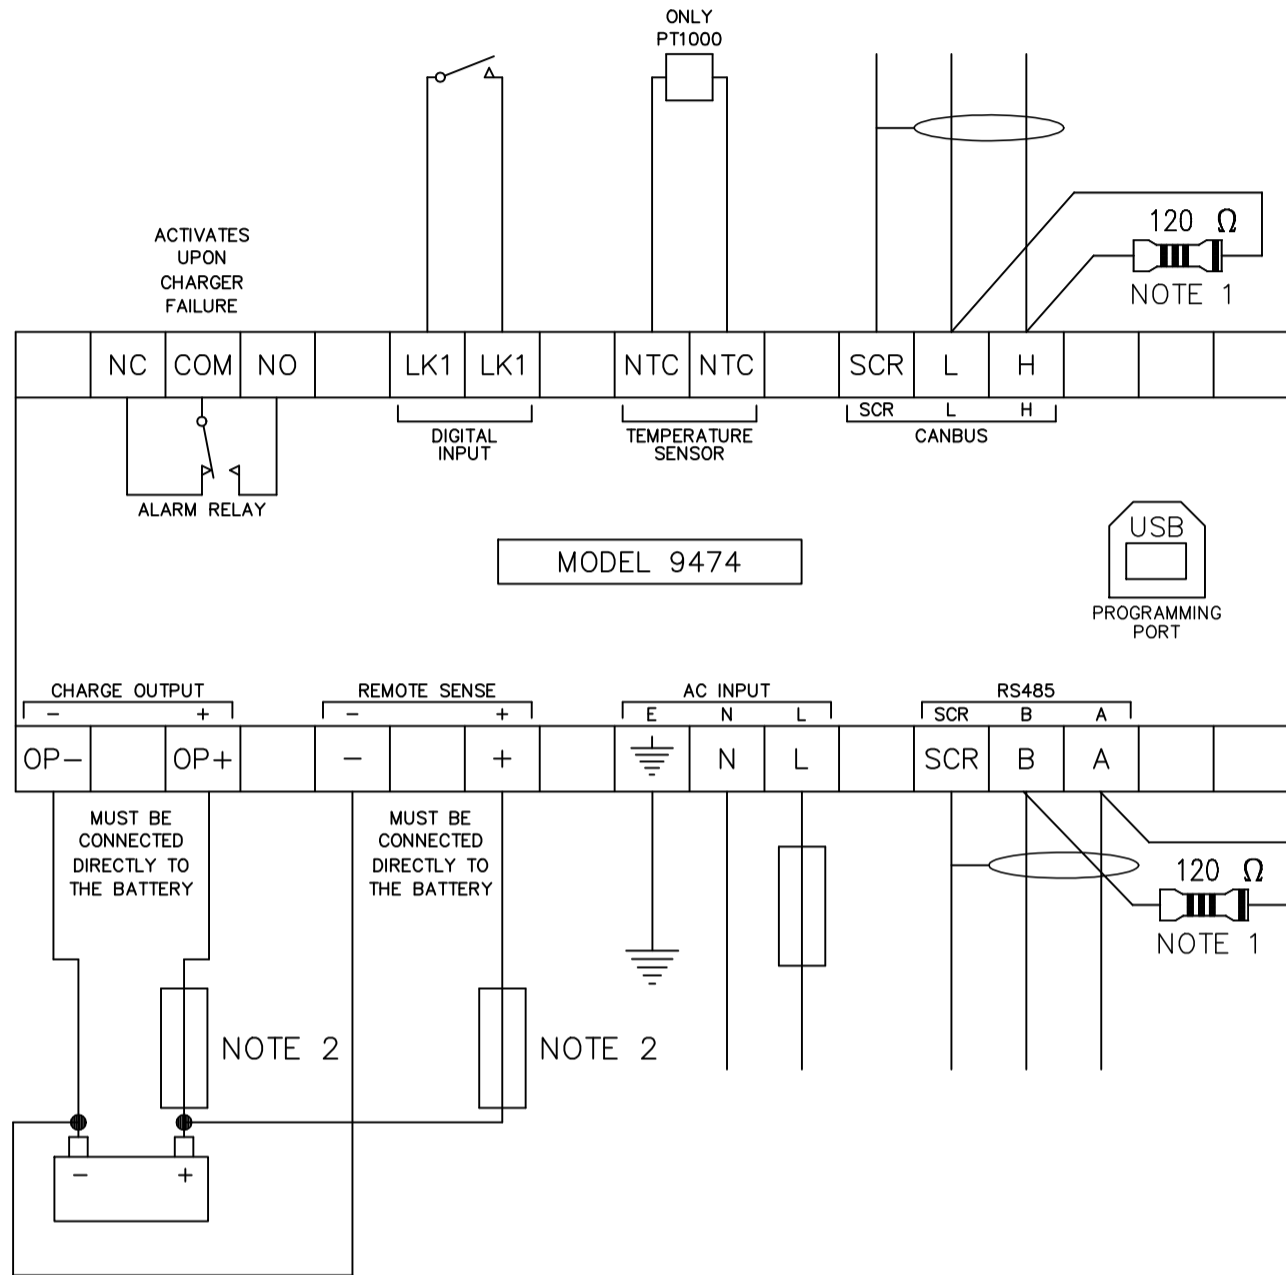 ONLY
PT1000
120 Ω
NOTE 1
ACTIVATES
UPON
CHARGER
FAILURE
NC COM NO LK1 LK1 NTC NTC SCR L H
SCR L H
DIGITAL
INPUT
TEMPERATURE
SENSOR
CANBUS
ALARM RELAY
MODEL 9474
USB
PROGRAMMING
PORT
CHARGE OUTPUT REMOTE SENSE AC INPUT RS485
− + − + E N L SCR B A
OP− OP+ − + N L SCR B A
MUST BE
CONNECTED
DIRECTLY TO
THE BATTERY
MUST BE
CONNECTED
DIRECTLY TO
THE BATTERY
120 Ω
NOTE 1
NOTE 2
NOTE 2
− +